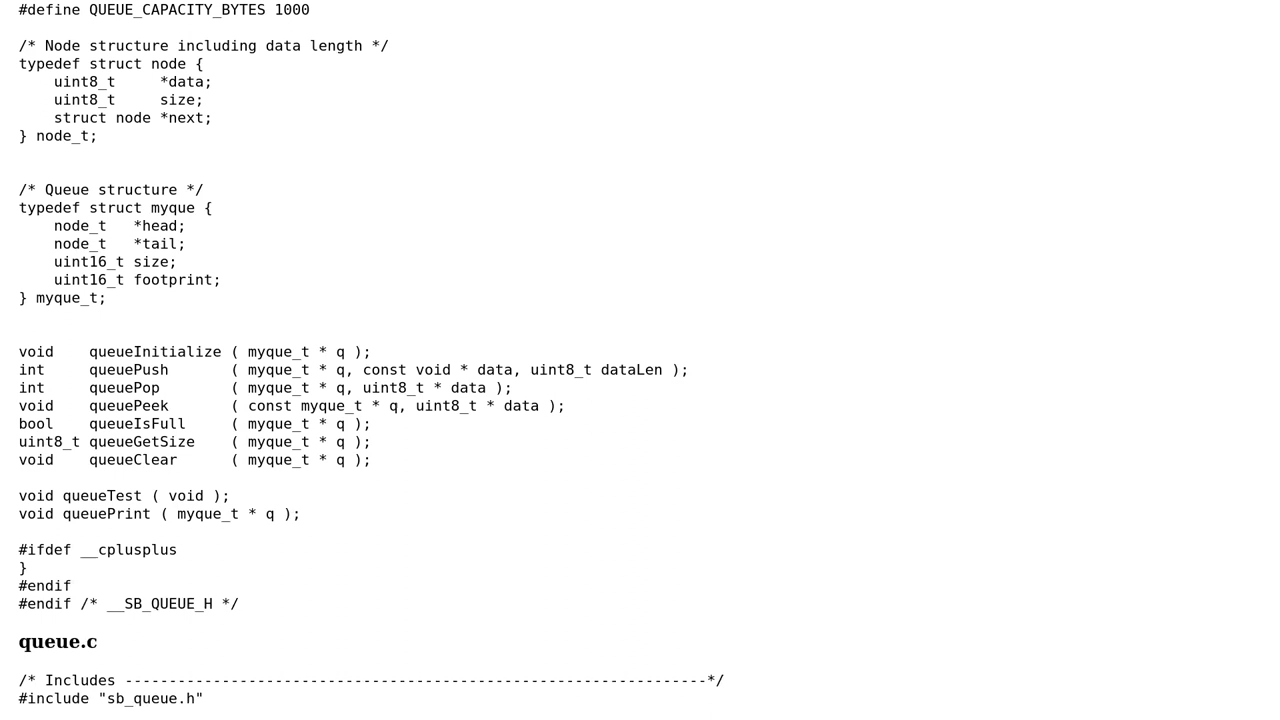 #define QUEUE_CAPACITY_BYTES 1000
/* Node structure including data length */
typedef struct node {
    uint8_t     *data;
    uint8_t     size;
    struct node *next;
} node_t;
/* Queue structure */
typedef struct myque {
    node_t   *head;
    node_t   *tail;
    uint16_t size;
    uint16_t footprint;
} myque_t;
void    queueInitialize ( myque_t * q );
int     queuePush       ( myque_t * q, const void * data, uint8_t dataLen );
int     queuePop        ( myque_t * q, uint8_t * data );
void    queuePeek       ( const myque_t * q, uint8_t * data );
bool    queueIsFull     ( myque_t * q );
uint8_t queueGetSize    ( myque_t * q );
void    queueClear      ( myque_t * q );
void queueTest ( void );
void queuePrint ( myque_t * q );
#ifdef __cplusplus
}
#endif
#endif /* __SB_QUEUE_H */
queue.c
/* Includes ------------------------------------------------------------------*/
#include "sb_queue.h"